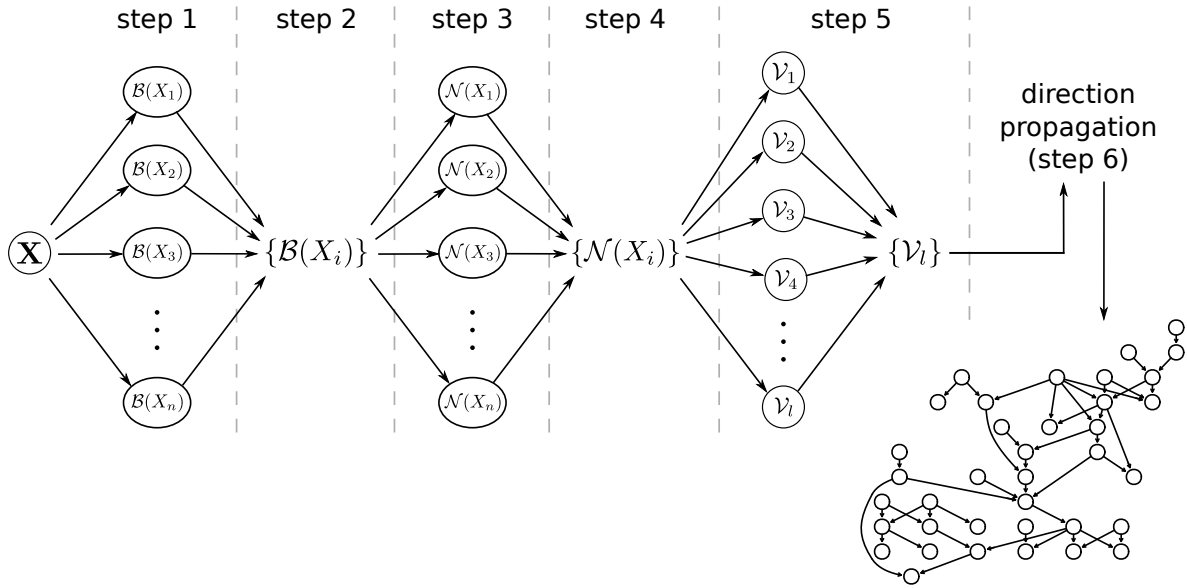 step 1 step 2 step 3 step 4 step 5
𝓑(X₁) 𝓝(X₁) 𝓥₁
𝓑(X₂) 𝓝(X₂) 𝓥₂
𝓑(X₃) 𝓝(X₃) 𝓥₃
𝐗 {𝓑(Xᵢ)} {𝓝(Xᵢ)} {𝓥ₗ}
𝓥₄
𝓑(Xₙ) 𝓝(Xₙ) 𝓥ₗ
direction
propagation
(step 6)